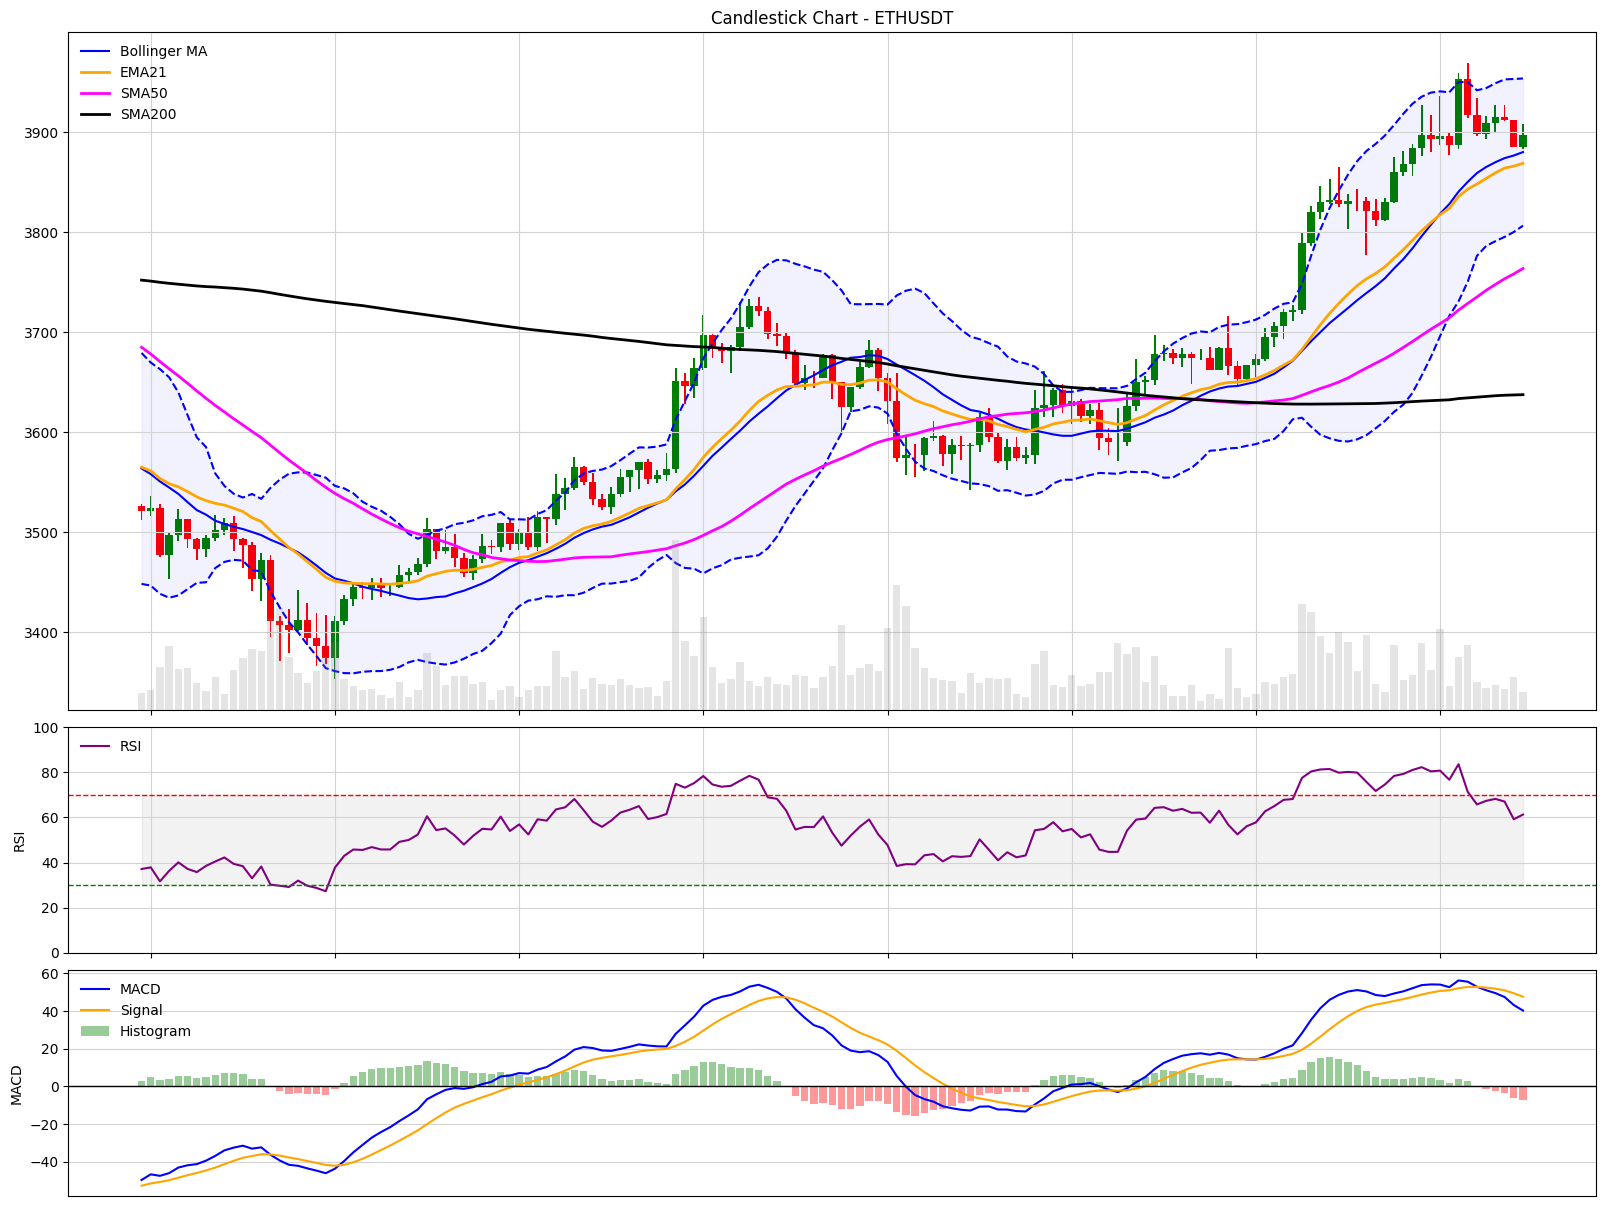 Candlestick Chart - ETHUSDT
Bollinger MA
EMA21
SMA50
SMA200
3900
3800
3700
3600
3500
3400
100
RSI
80
60
RSI
40
20
0
60
MACD
40
Signal
Histogram
20
0
MACD
−20
−40